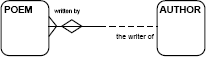 POEM
written by
AUTHOR
the writer of